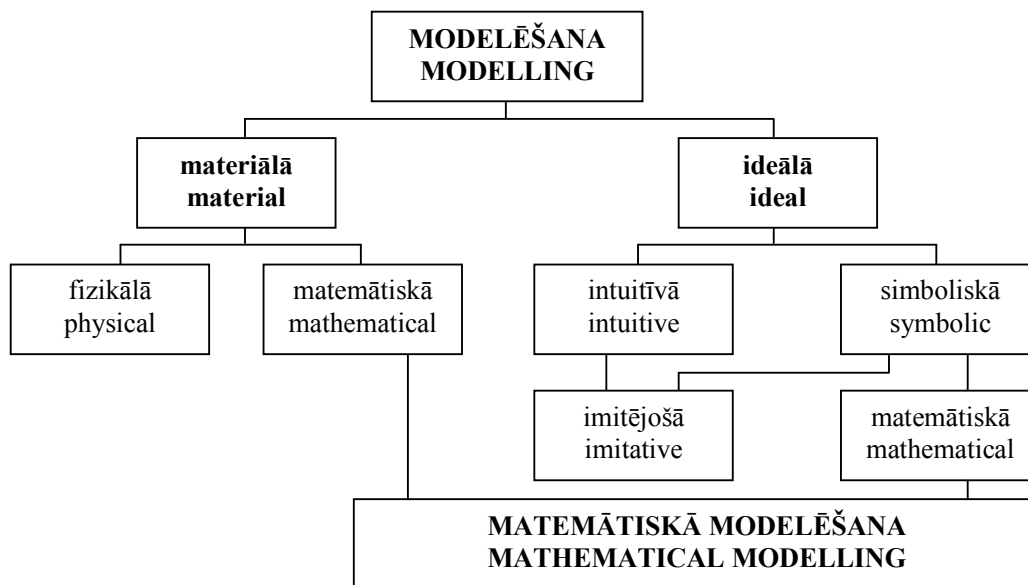 MODELĒŠANA
MODELLING
materiālā
material
ideālā
ideal
fizikālā
physical
matemātiskā
mathematical
intuitīvā
intuitive
simboliskā
symbolic
imitējošā
imitative
matemātiskā
mathematical
MATEMĀTISKĀ MODELĒŠANA
MATHEMATICAL MODELLING